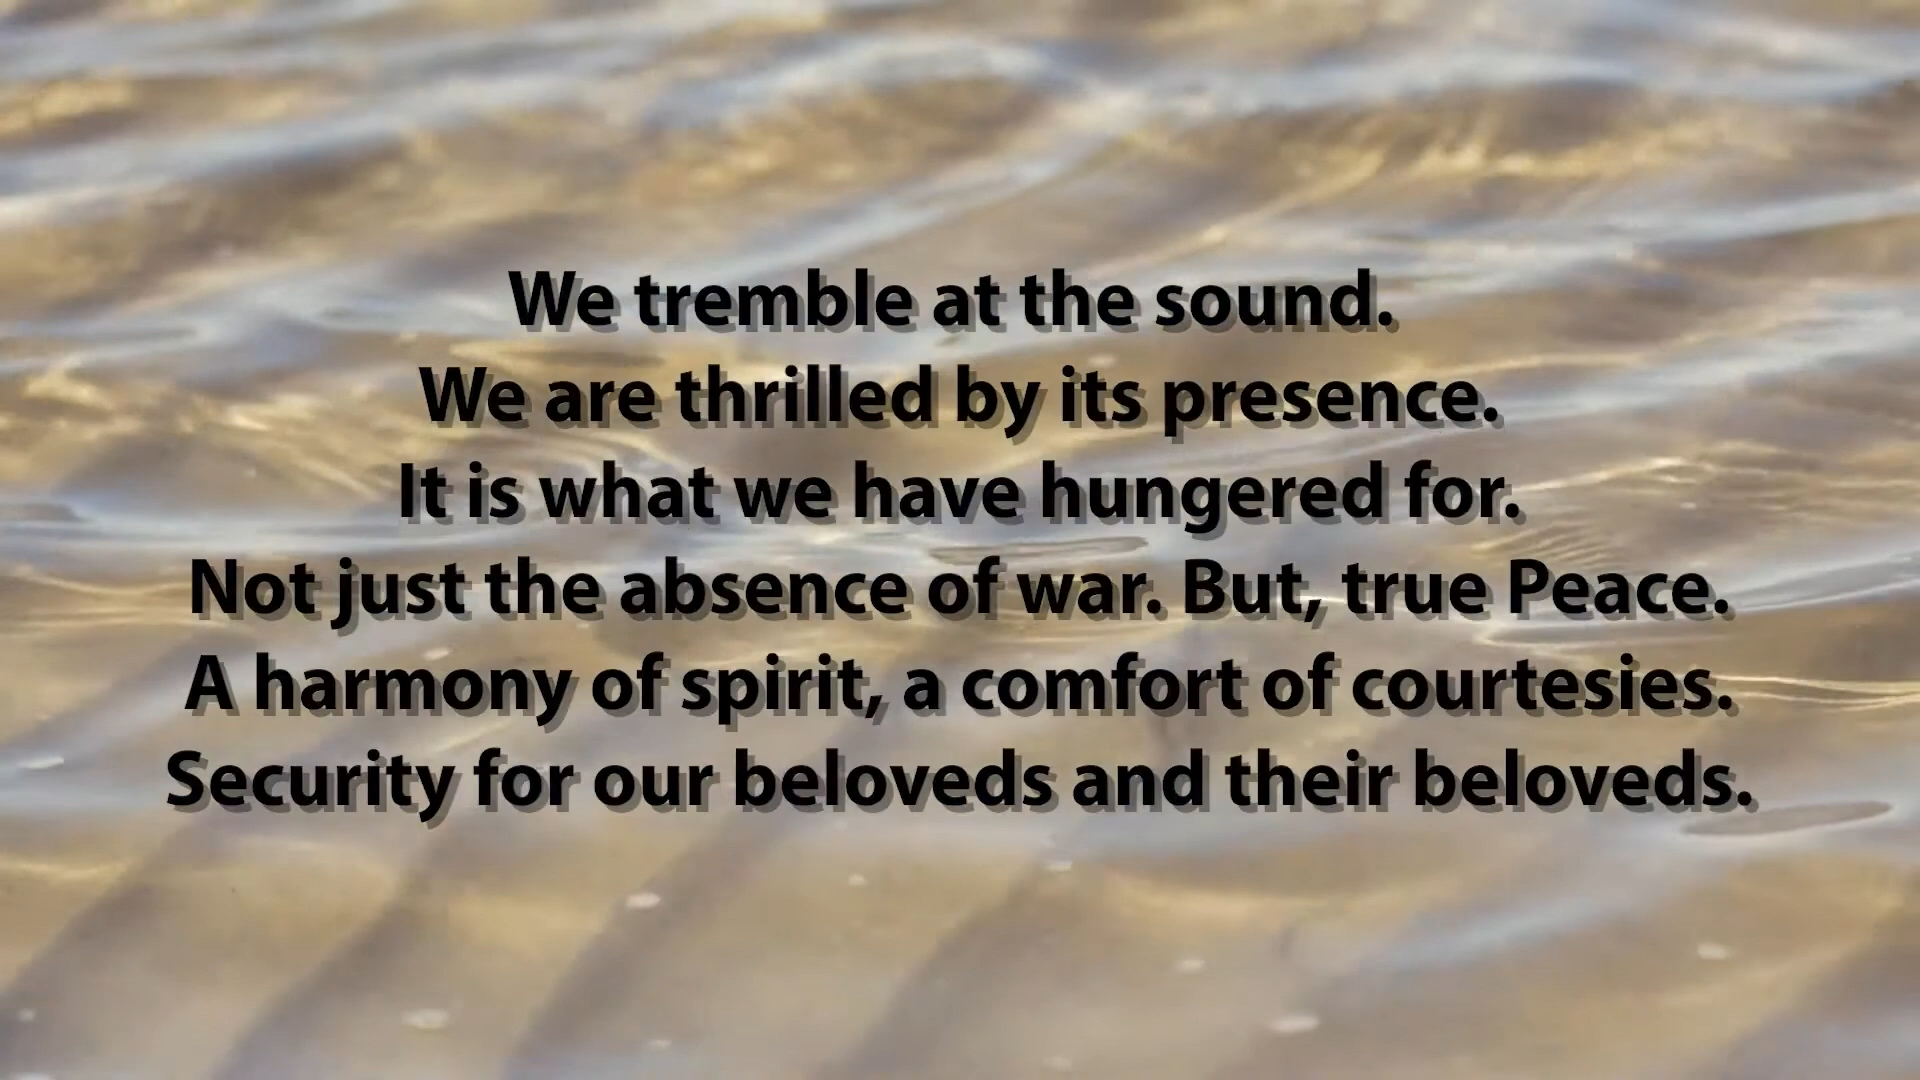 We tremble at the sound.
We are thrilled by its presence.
It is what we have hungered for.
Not just the absence of war. But, true Peace.
A harmony of spirit, a comfort of courtesies.
Security for our beloveds and their beloveds.